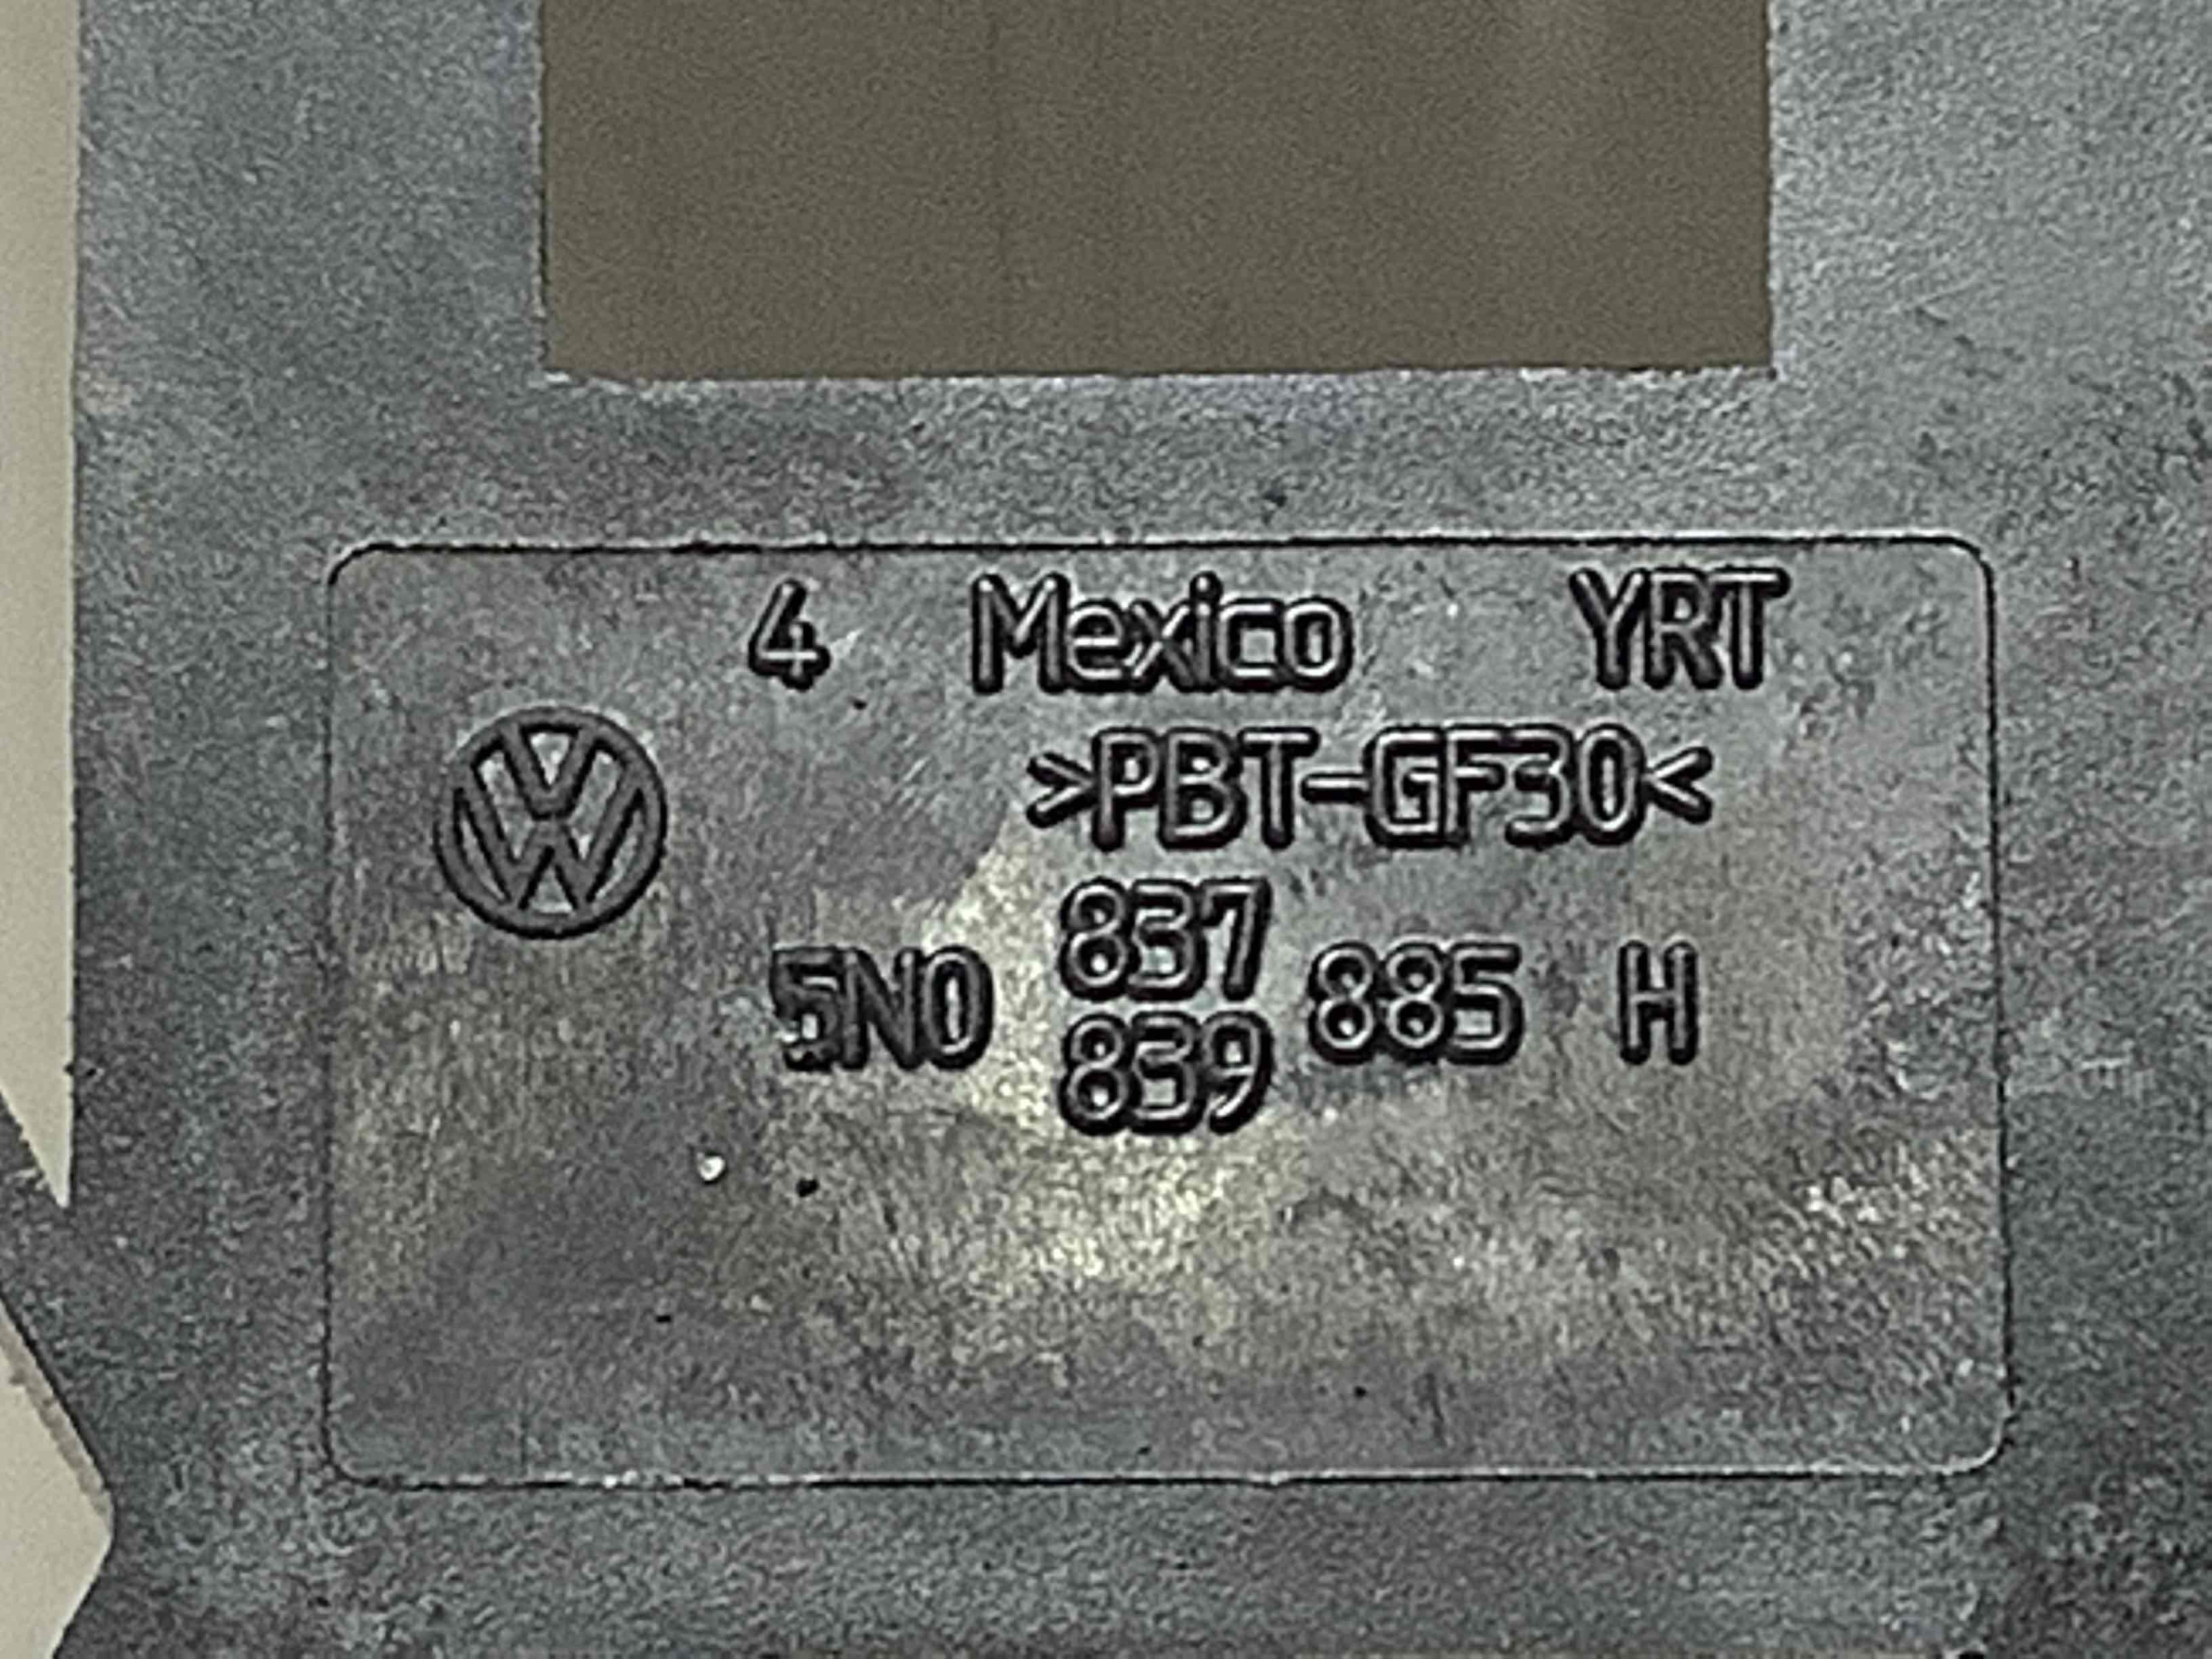 4 Mexico YRT
>PBT-GF30<
837
5N0 885 H
839